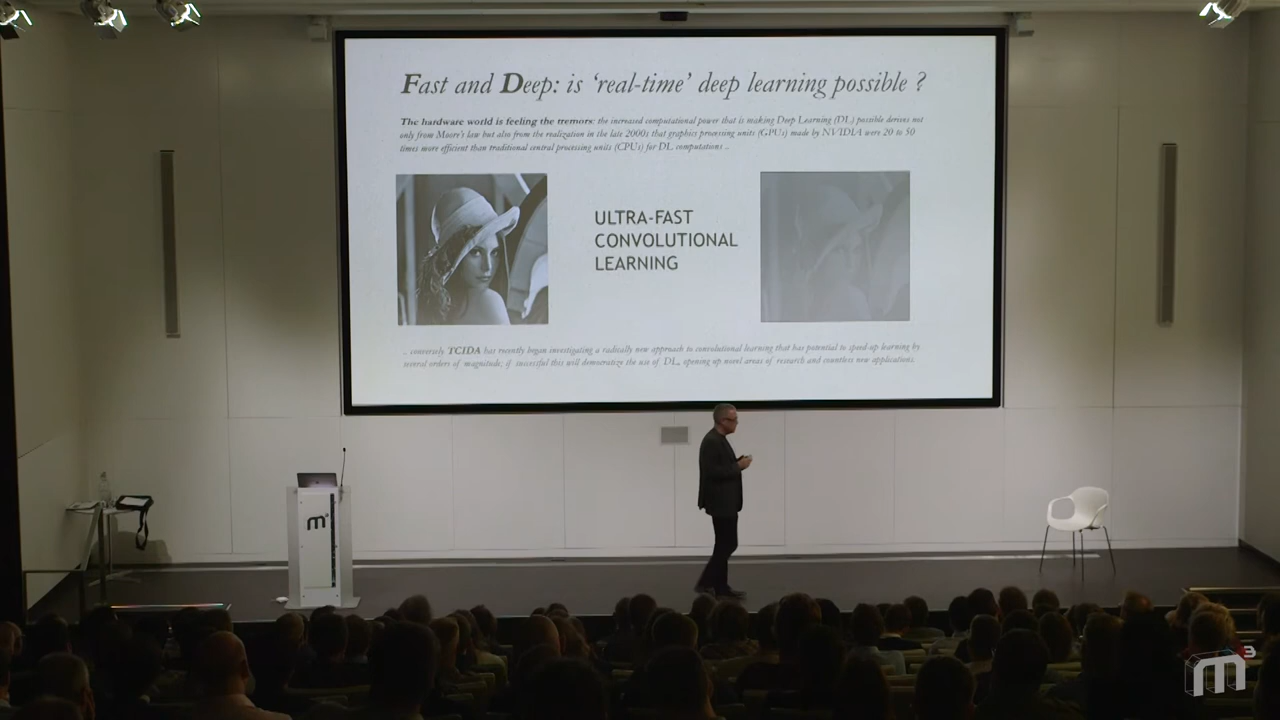 Fast and Deep: is ‘real-time’ deep learning possible ?
The hardware world is feeling the tremors: the increased computational power that is making Deep Learning (DL) possible derives not
only from Moore's law but also from the realization in the late 2000s that graphics processing units (GPUs) made by NVIDIA were 20 to 50
times more efficient than traditional central processing units (CPUs) for DL computations ..
ULTRA-FAST
CONVOLUTIONAL
LEARNING
.. conversely TCIDA has recently began investigating a radically new approach to convolutional learning that has potential to speed-up learning by
several orders of magnitude; if successful this will democratize the use of DL, opening up novel areas of research and countless new applications.
m³
m3